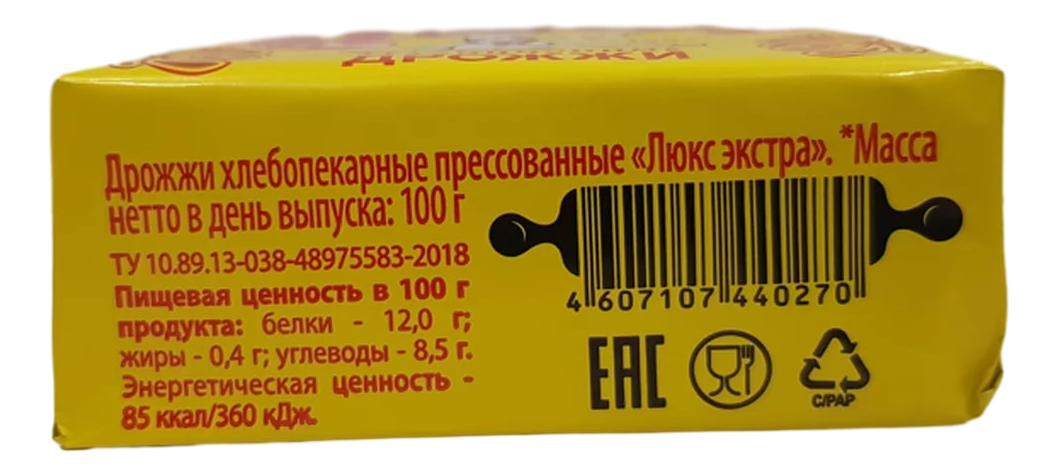 ДРОЖЖИ
Дрожжи хлебопекарные прессованные «Люкс экстра». *Масса
нетто в день выпуска: 100 г
ТУ 10.89.13-038-48975583-2018
Пищевая ценность в 100 г
продукта: белки - 12,0 г;
жиры - 0,4 г; углеводы - 8,5 г.
Энергетическая ценность -
85 ккал/360 кДж.
4 607107 440270
EAC
C/PAP